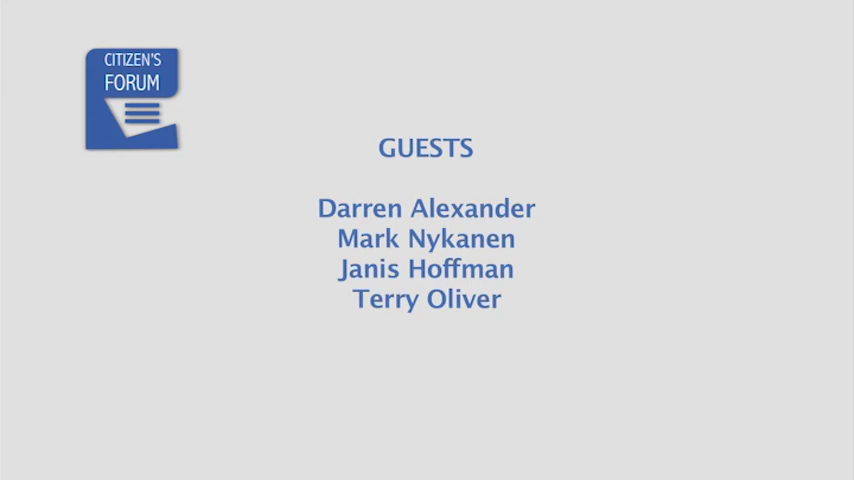 CITIZEN'S
FORUM
GUESTS
Darren Alexander
Mark Nykanen
Janis Hoffman
Terry Oliver